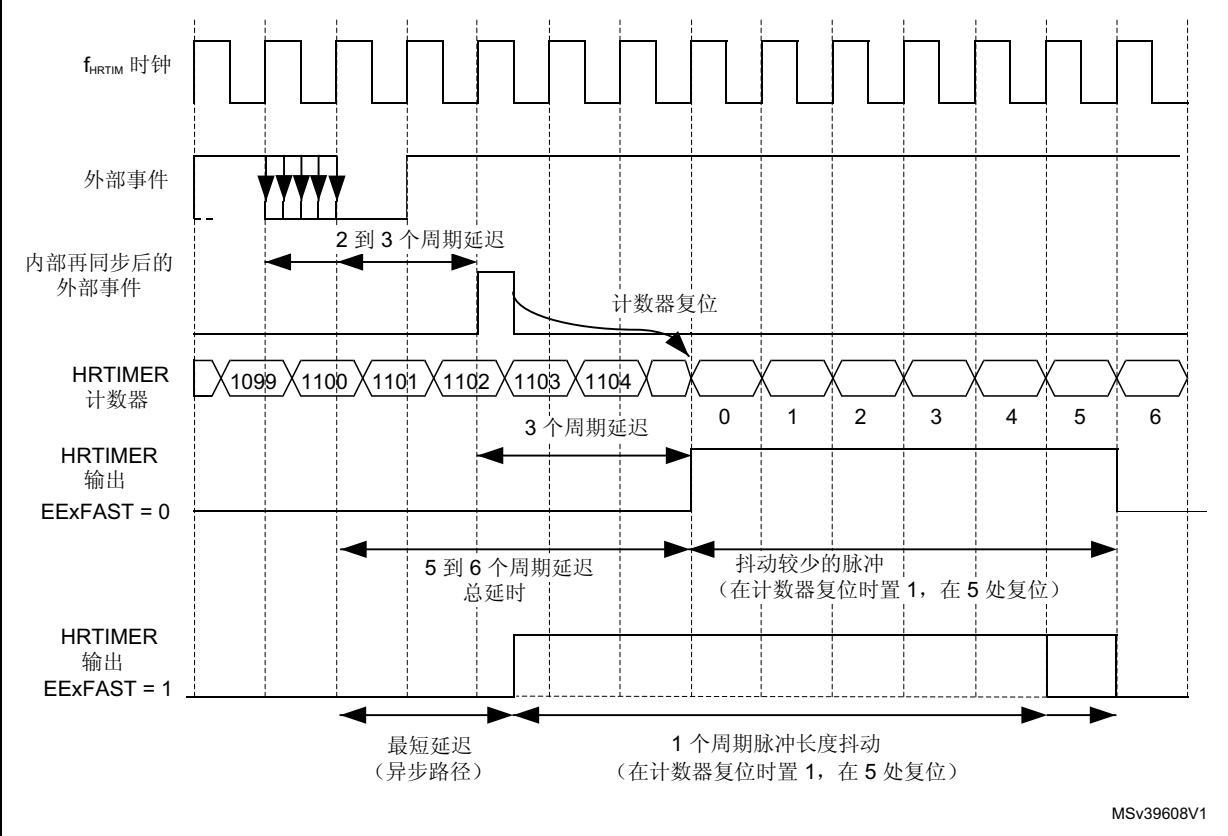 fHRTIM 时钟
外部事件
2 到 3 个周期延迟
内部再同步后的
外部事件
计数器复位
HRTIMER
计数器
1099 1100 1101 1102 1103 1104
0 1 2 3 4 5 6
3 个周期延迟
HRTIMER
输出
EExFAST = 0
5 到 6 个周期延迟
总延时
抖动较少的脉冲
（在计数器复位时置 1，在 5 处复位）
HRTIMER
输出
EExFAST = 1
最短延迟
（异步路径）
1 个周期脉冲长度抖动
（在计数器复位时置 1，在 5 处复位）
MSv39608V1